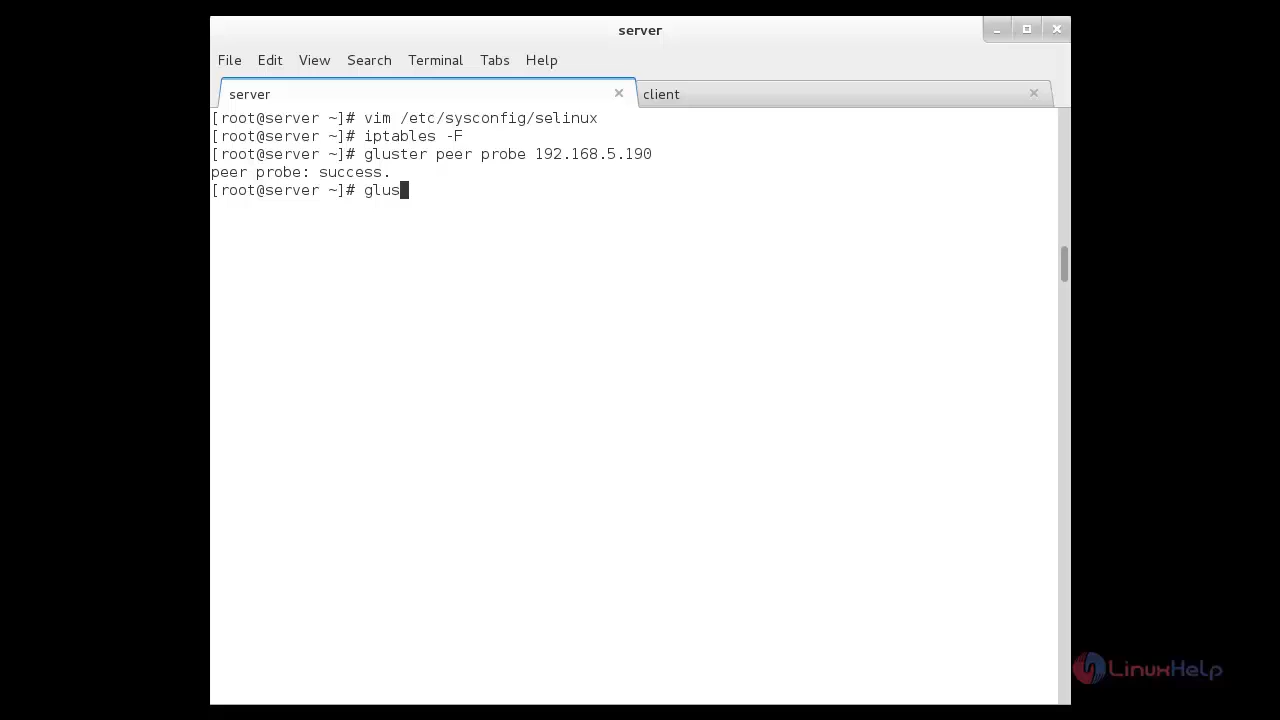 server
File Edit View Search Terminal Tabs Help
server client
[root@server ~]# vim /etc/sysconfig/selinux
[root@server ~]# iptables -F
[root@server ~]# gluster peer probe 192.168.5.190
peer probe: success.
[root@server ~]# glus
LinuxHelp